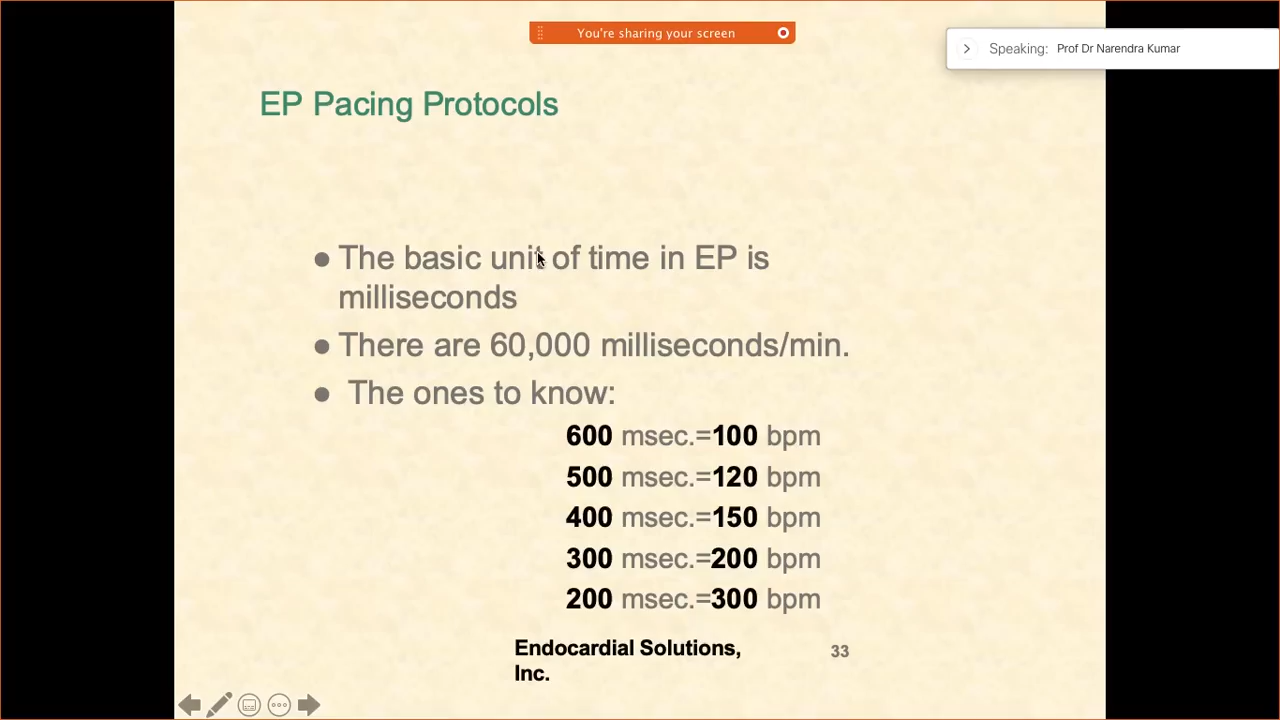 You're sharing your screen
Speaking: Prof Dr Narendra Kumar
EP Pacing Protocols
● The basic unit of time in EP is
milliseconds
● There are 60,000 milliseconds/min.
● The ones to know:
600 msec.=100 bpm
500 msec.=120 bpm
400 msec.=150 bpm
300 msec.=200 bpm
200 msec.=300 bpm
Endocardial Solutions,
Inc.
33